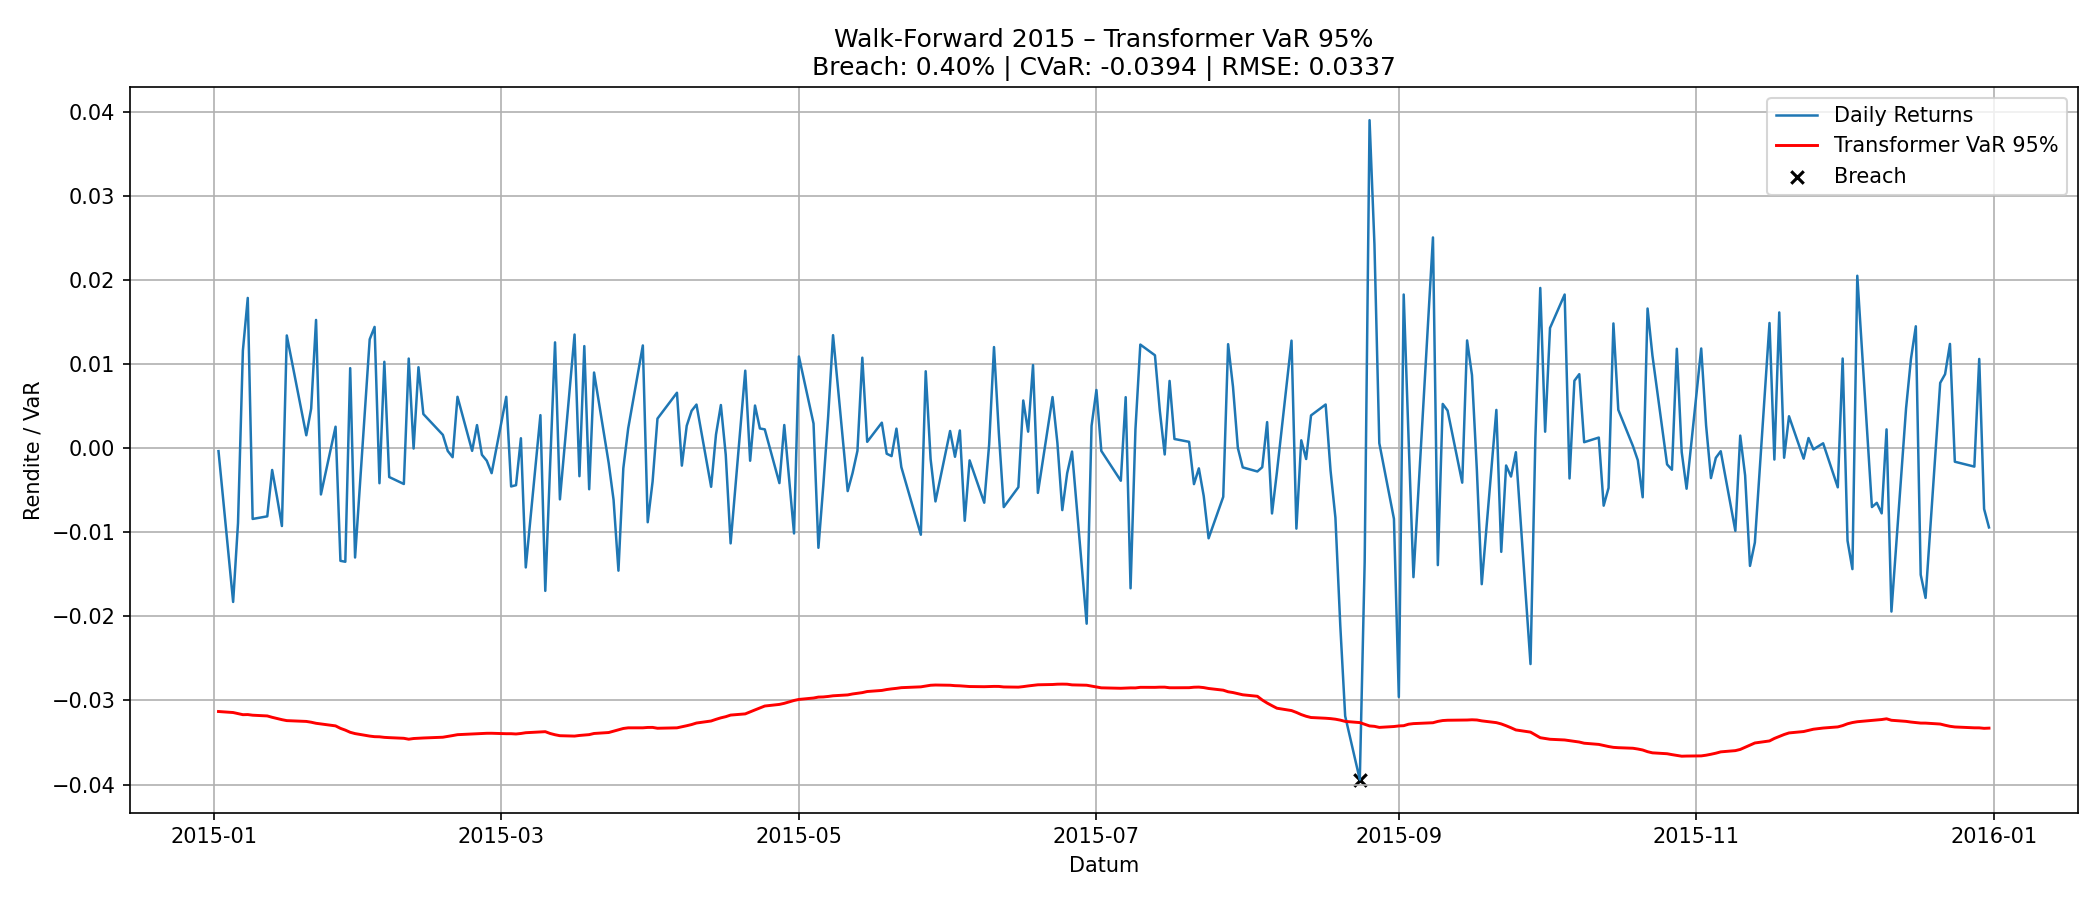 Walk-Forward 2015 – Transformer VaR 95%
Breach: 0.40% | CVaR: -0.0394 | RMSE: 0.0337
Daily Returns
Transformer VaR 95%
Breach
Rendite / VaR
0.04
0.03
0.02
0.01
0.00
−0.01
−0.02
−0.03
−0.04
2015-01
2015-03
2015-05
2015-07
2015-09
2015-11
2016-01
Datum